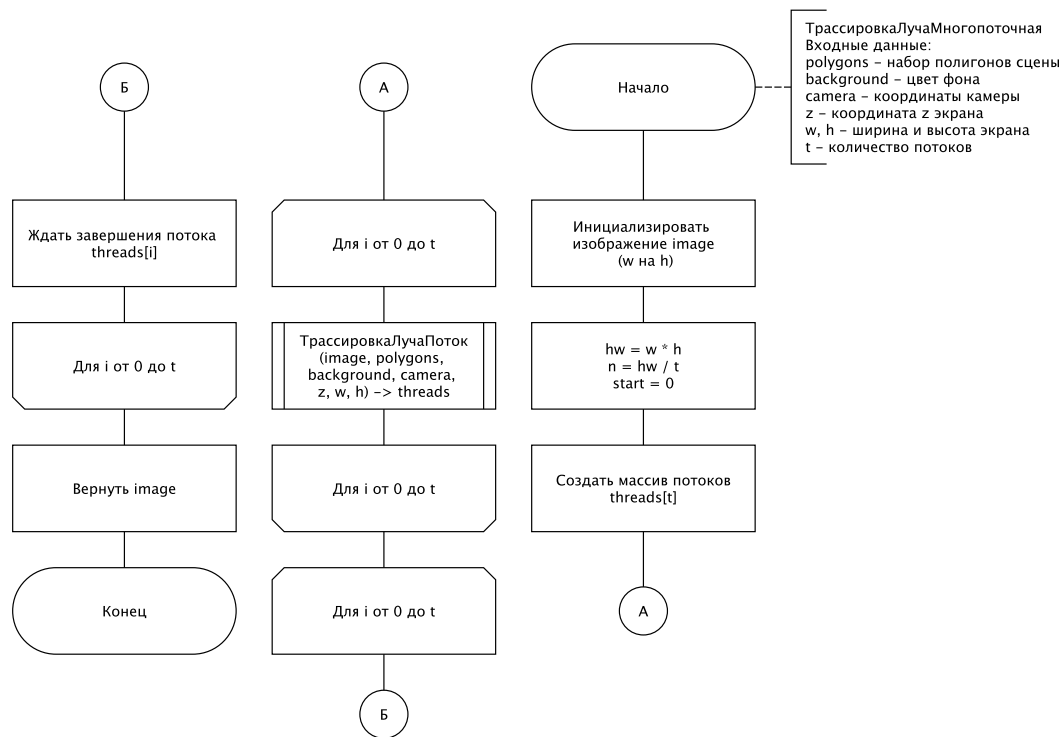 ТрассировкаЛучаМногопоточная
Входные данные:
polygons – набор полигонов сцены
background – цвет фона
camera – координаты камеры
z – координата z экрана
w, h – ширина и высота экрана
t – количество потоков
Начало
Инициализировать
изображение image
(w на h)
hw = w * h
n = hw / t
start = 0
Создать массив потоков
threads[t]
А
А
Для i от 0 до t
ТрассировкаЛучаПоток
(image, polygons,
background, camera,
z, w, h) –> threads
Для i от 0 до t
Для i от 0 до t
Б
Б
Ждать завершения потока
threads[i]
Для i от 0 до t
Вернуть image
Конец